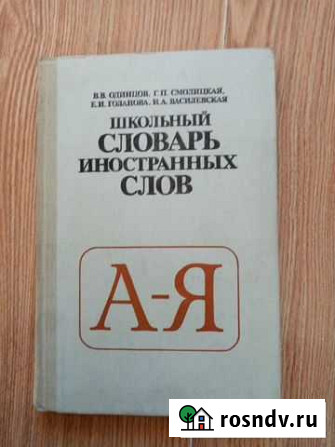 В.В. ОДИНЦОВ, Г.П. СМОЛИЦКАЯ,
Е.И. ГОЛАНОВА, И.А. ВАСИЛЕВСКАЯ
ШКОЛЬНЫЙ
СЛОВАРЬ
ИНОСТРАННЫХ
СЛОВ
А-Я
rosndv.ru